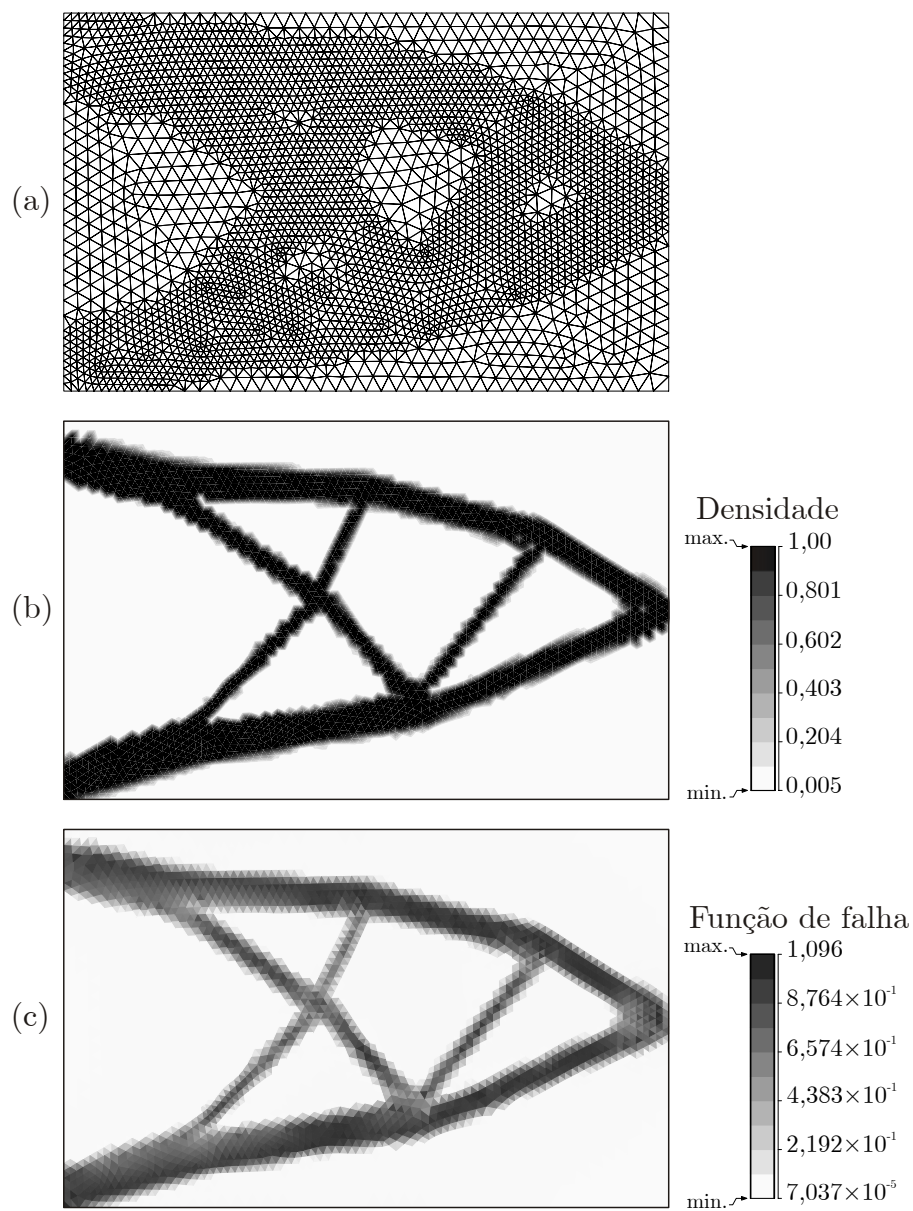 (a)
(b)
Densidade
max.
1,00
0,801
0,602
0,403
0,204
min.
0,005
(c)
Função de falha
max.
1,096
8,764×10⁻¹
6,574×10⁻¹
4,383×10⁻¹
2,192×10⁻¹
min.
7,037×10⁻⁵